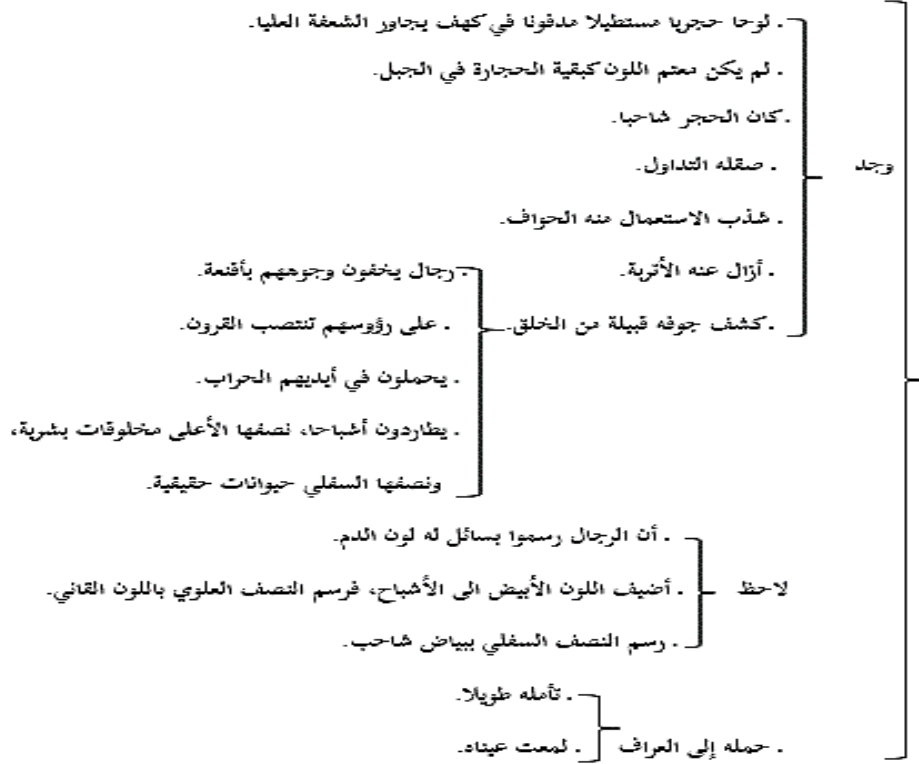 . لوحا حجريا مستطيلا مدفونا في كهف يجاور الشعفة العليا.
. لم يكن معتم اللون كبقية الحجارة في الجبل.
. كان الحجر شاحبا.
وجد . صقله التداول.
. شذب الاستعمال منه الحواف.
. أزال عنه الأتربة. . رجال يخفون وجوههم بأقنعة.
. كشف جوفه قبيلة من الخلق. . على رؤوسهم تنتصب القرون.
. يحملون في أيديهم الحراب.
. يطاردون أشباحا، نصفها الأعلى مخلوقات بشرية،
ونصفها السفلي حيوانات حقيقية.
. أن الرجال رسموا بسائل له لون الدم.
لاحظ . أضيف اللون الأبيض الى الأشباح، فرسم النصف العلوي باللون القاني.
. رسم النصف السفلي ببياض شاحب.
. تأمله طويلا.
. حمله إلى العراف . لمعت عيناه.